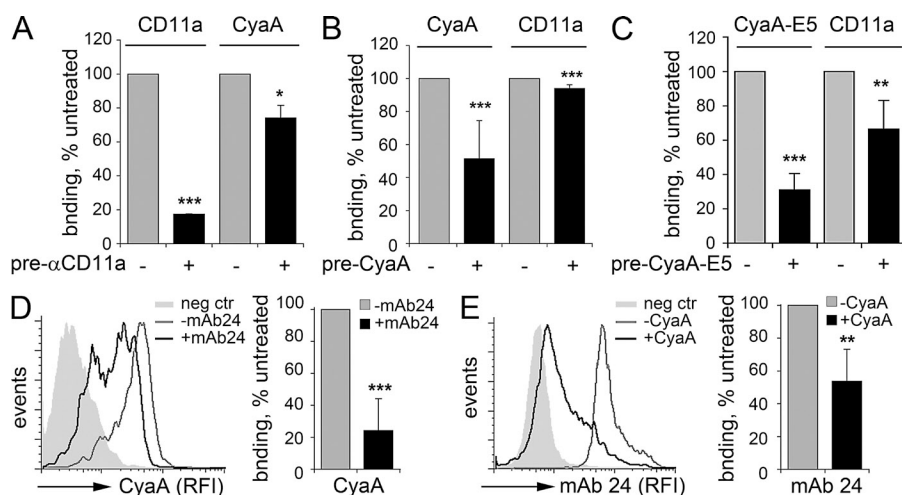 A
CD11a CyaA
bnding, % untreated
120
100
80
60
40
20
0
***
*
pre-αCD11a - + - +
B
CyaA CD11a
bnding, % untreated
120
100
80
60
40
20
0
***
***
pre-CyaA - + - +
C
CyaA-E5 CD11a
bnding, % untreated
120
100
80
60
40
20
0
***
**
pre-CyaA-E5 - + - +
D
neg ctr
-mAb24
+mAb24
events
CyaA (RFI)
-mAb24
+mAb24
bnding, % untreated
100
80
60
40
20
0
***
CyaA
E
neg ctr
-CyaA
+CyaA
events
mAb 24 (RFI)
-CyaA
+CyaA
bnding, % untreated
100
80
60
40
20
0
**
mAb 24